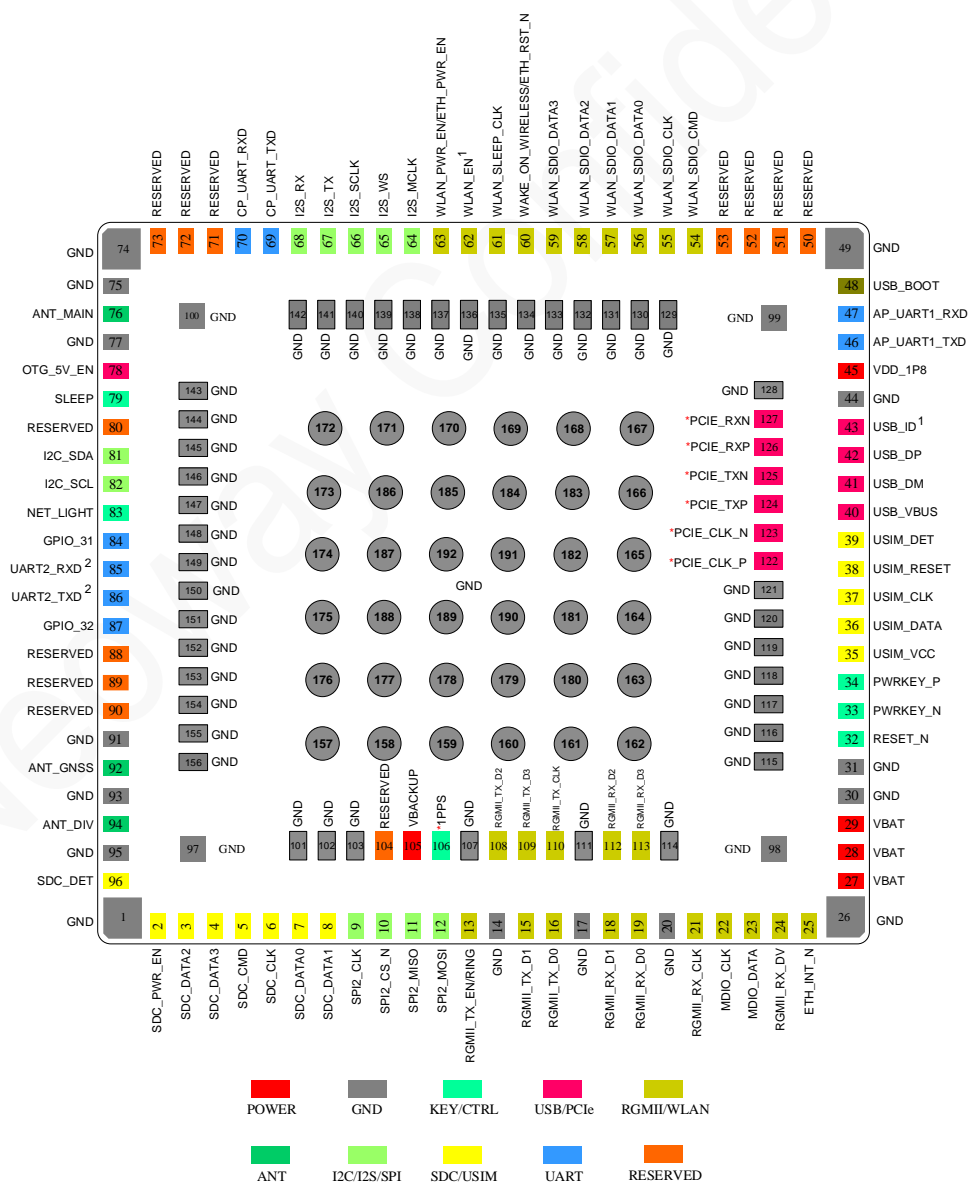 Neoway Confide
RESERVED
RESERVED
RESERVED
CP_UART_RXD
CP_UART_TXD
I2S_RX
I2S_TX
I2S_SCLK
I2S_WS
I2S_MCLK
WLAN_PWR_EN/ETH_PWR_EN
WLAN_EN1
WLAN_SLEEP_CLK
WAKE_ON_WIRELESS/ETH_RST_N
WLAN_SDIO_DATA3
WLAN_SDIO_DATA2
WLAN_SDIO_DATA1
WLAN_SDIO_DATA0
WLAN_SDIO_CLK
WLAN_SDIO_CMD
RESERVED
RESERVED
RESERVED
RESERVED
73 72 71 70 69 68 67 66 65 64 63 62 61 60 59 58 57 56 55 54 53 52 51 50
GND 74
GND 75
ANT_MAIN 76
GND 77
OTG_5V_EN 78
SLEEP 79
RESERVED 80
I2C_SDA 81
I2C_SCL 82
NET_LIGHT 83
GPIO_31 84
UART2_RXD 2 85
UART2_TXD 2 86
GPIO_32 87
RESERVED 88
RESERVED 89
RESERVED 90
GND 91
ANT_GNSS 92
GND 93
ANT_DIV 94
GND 95
SDC_DET 96
GND 1
100 GND
142 141 140 139 138 137 136 135 134 133 132 131 130 129
GND GND GND GND GND GND GND GND GND GND GND GND GND GND
GND 99
143 GND
144 GND
145 GND
146 GND
147 GND
148 GND
149 GND
150 GND
151 GND
152 GND
153 GND
154 GND
155 GND
156 GND
172 171 170 169 168 167
173 186 185 184 183 166
174 187 192 191 182 165
GND
175 188 189 190 181 164
176 177 178 179 180 163
157 158 159 160 161 162
GND 128
*PCIE_RXN 127
*PCIE_RXP 126
*PCIE_TXN 125
*PCIE_TXP 124
*PCIE_CLK_N 123
*PCIE_CLK_P 122
GND 121
GND 120
GND 119
GND 118
GND 117
GND 116
GND 115
49 GND
48 USB_BOOT
47 AP_UART1_RXD
46 AP_UART1_TXD
45 VDD_1P8
44 GND
43 USB_ID1
42 USB_DP
41 USB_DM
40 USB_VBUS
39 USIM_DET
38 USIM_RESET
37 USIM_CLK
36 USIM_DATA
35 USIM_VCC
34 PWRKEY_P
33 PWRKEY_N
32 RESET_N
31 GND
30 GND
29 VBAT
28 VBAT
27 VBAT
26 GND
97 GND
GND
GND
GND
RESERVED
VBACKUP
*1PPS
GND
RGMII_TX_D2
RGMII_TX_D3
RGMII_TX_CLK
GND
RGMII_RX_D2
RGMII_RX_D3
GND
101 102 103 104 105 106 107 108 109 110 111 112 113 114
GND 98
2 3 4 5 6 7 8 9 10 11 12 13 14 15 16 17 18 19 20 21 22 23 24 25
SDC_PWR_EN
SDC_DATA2
SDC_DATA3
SDC_CMD
SDC_CLK
SDC_DATA0
SDC_DATA1
SPI2_CLK
SPI2_CS_N
SPI2_MISO
SPI2_MOSI
RGMII_TX_EN/RING
GND
RGMII_TX_D1
RGMII_TX_D0
GND
RGMII_RX_D1
RGMII_RX_D0
GND
RGMII_RX_CLK
MDIO_CLK
MDIO_DATA
RGMII_RX_DV
ETH_INT_N
POWER GND KEY/CTRL USB/PCIe RGMII/WLAN
ANT I2C/I2S/SPI SDC/USIM UART RESERVED